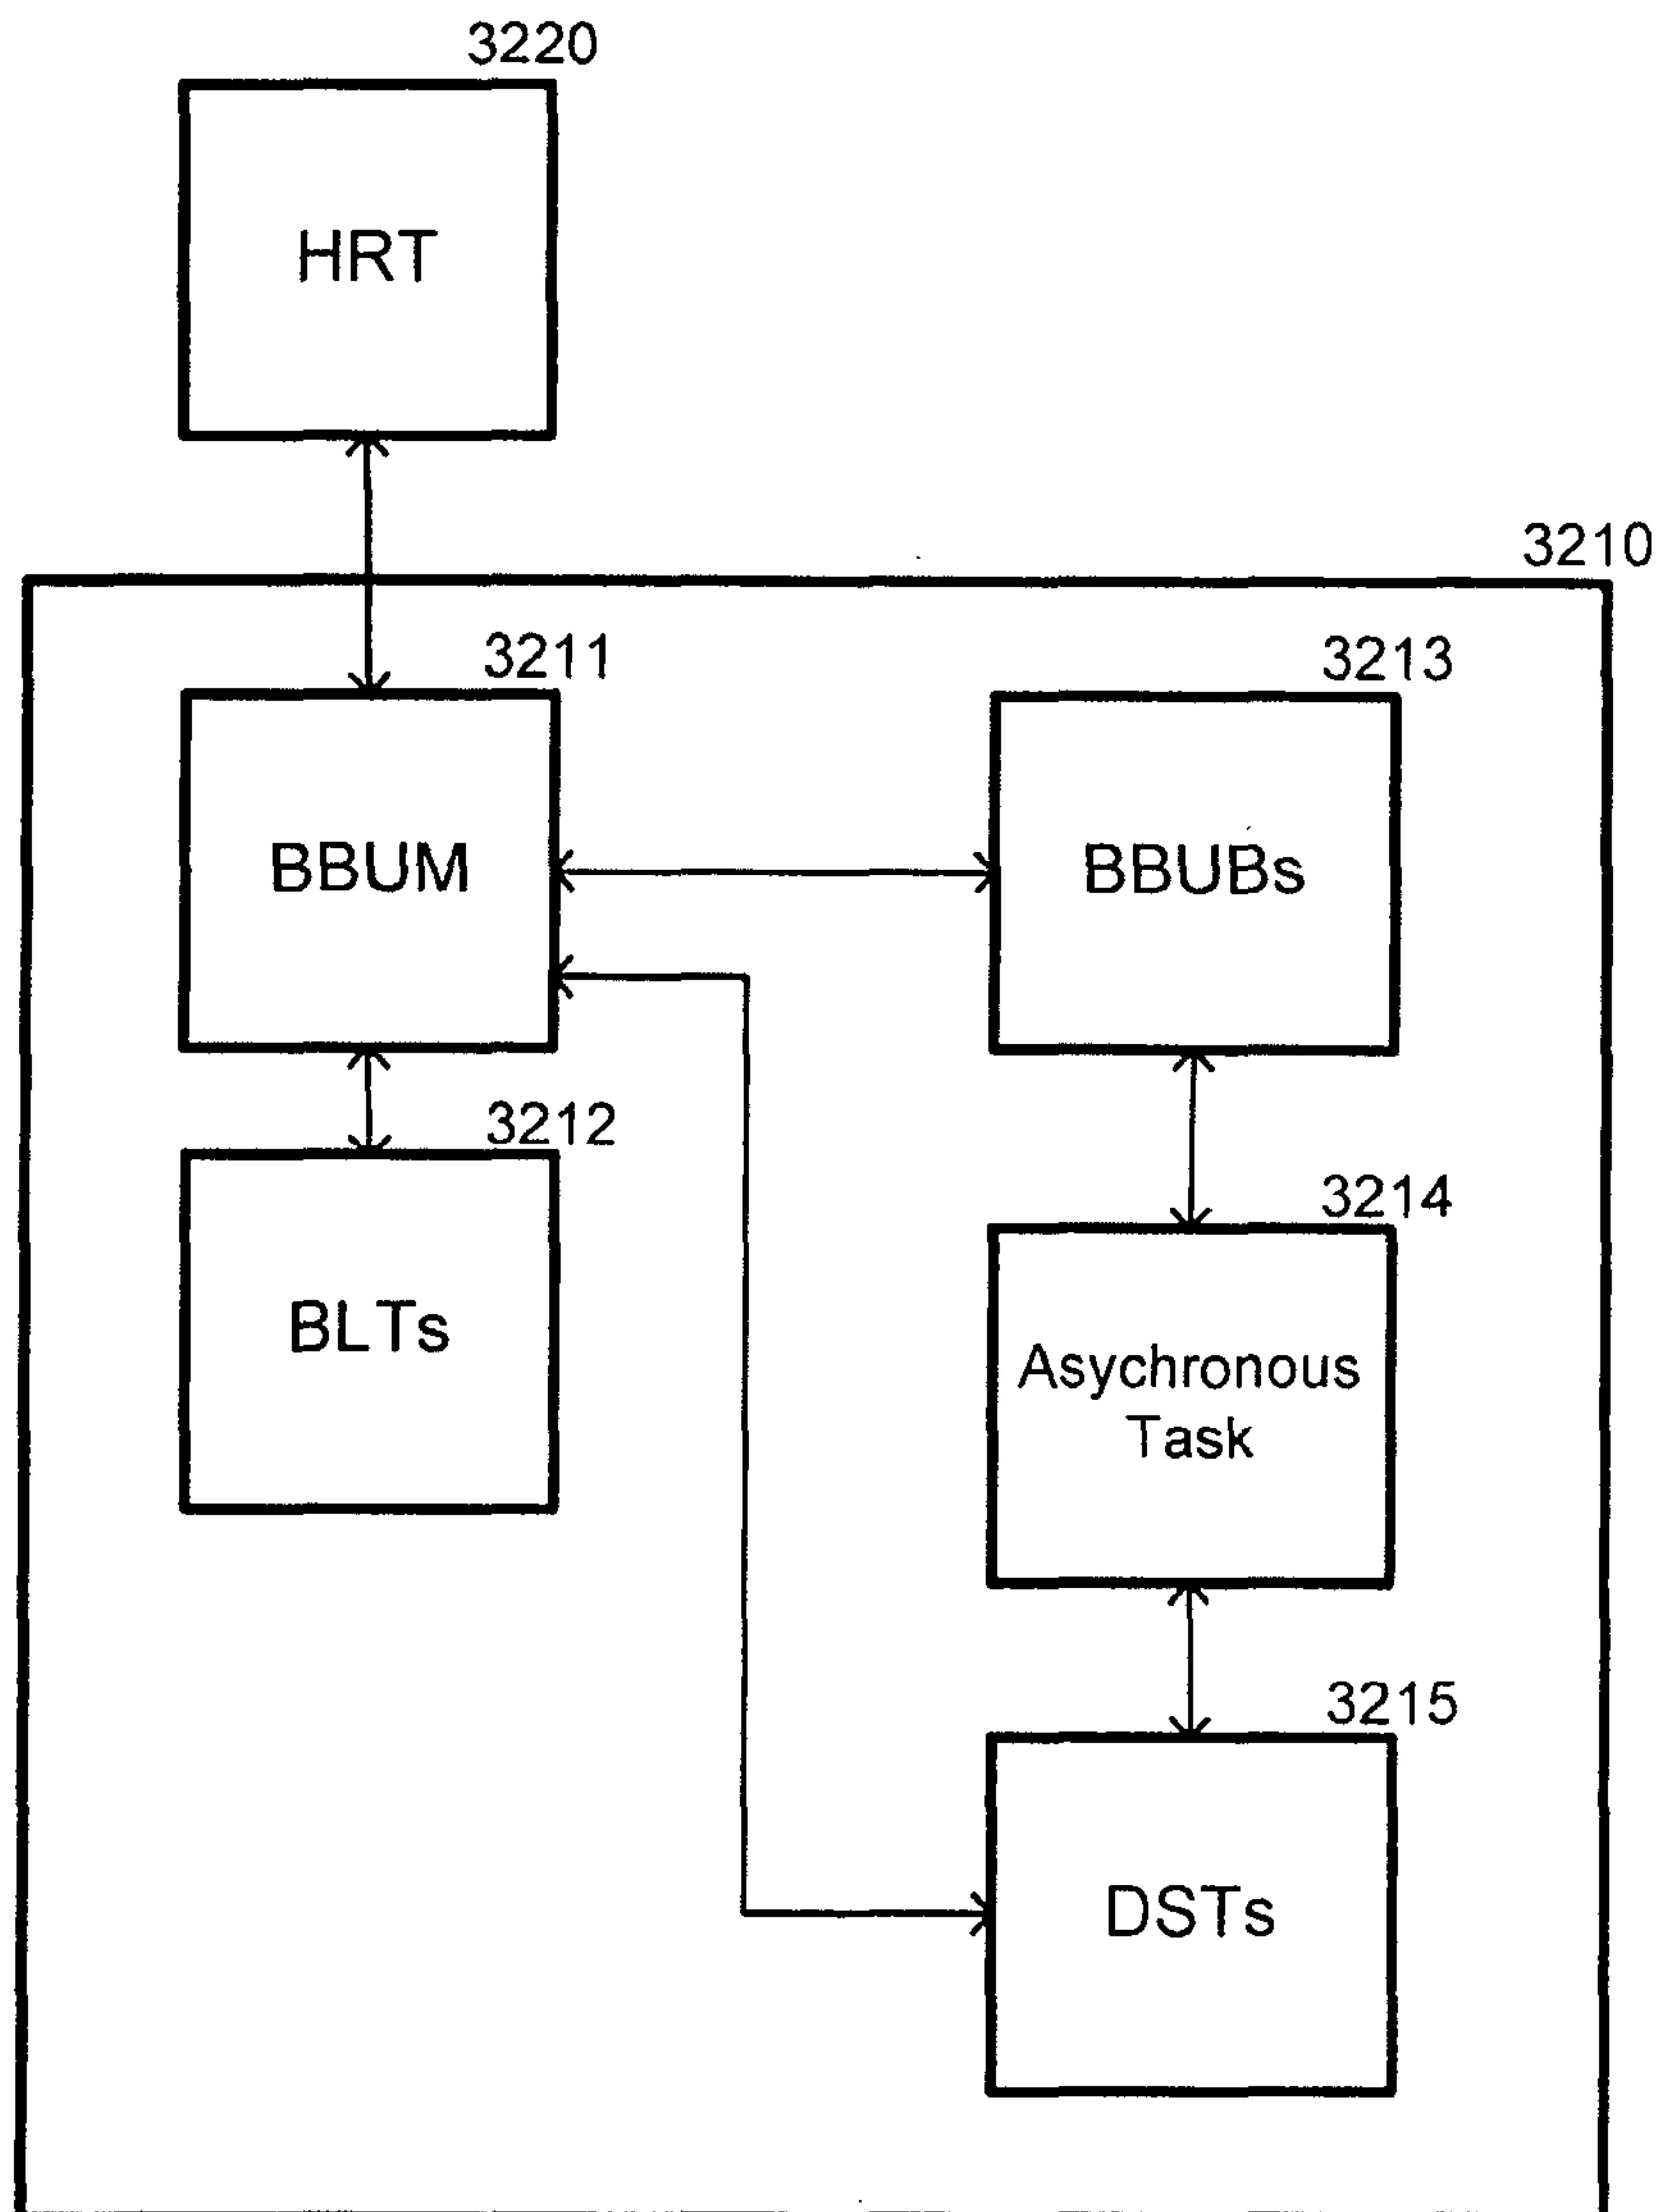 3220
HRT
3210
3211
3213
BBUM
BBUBs
3212
3214
BLTs
Asychronous
Task
3215
DSTs